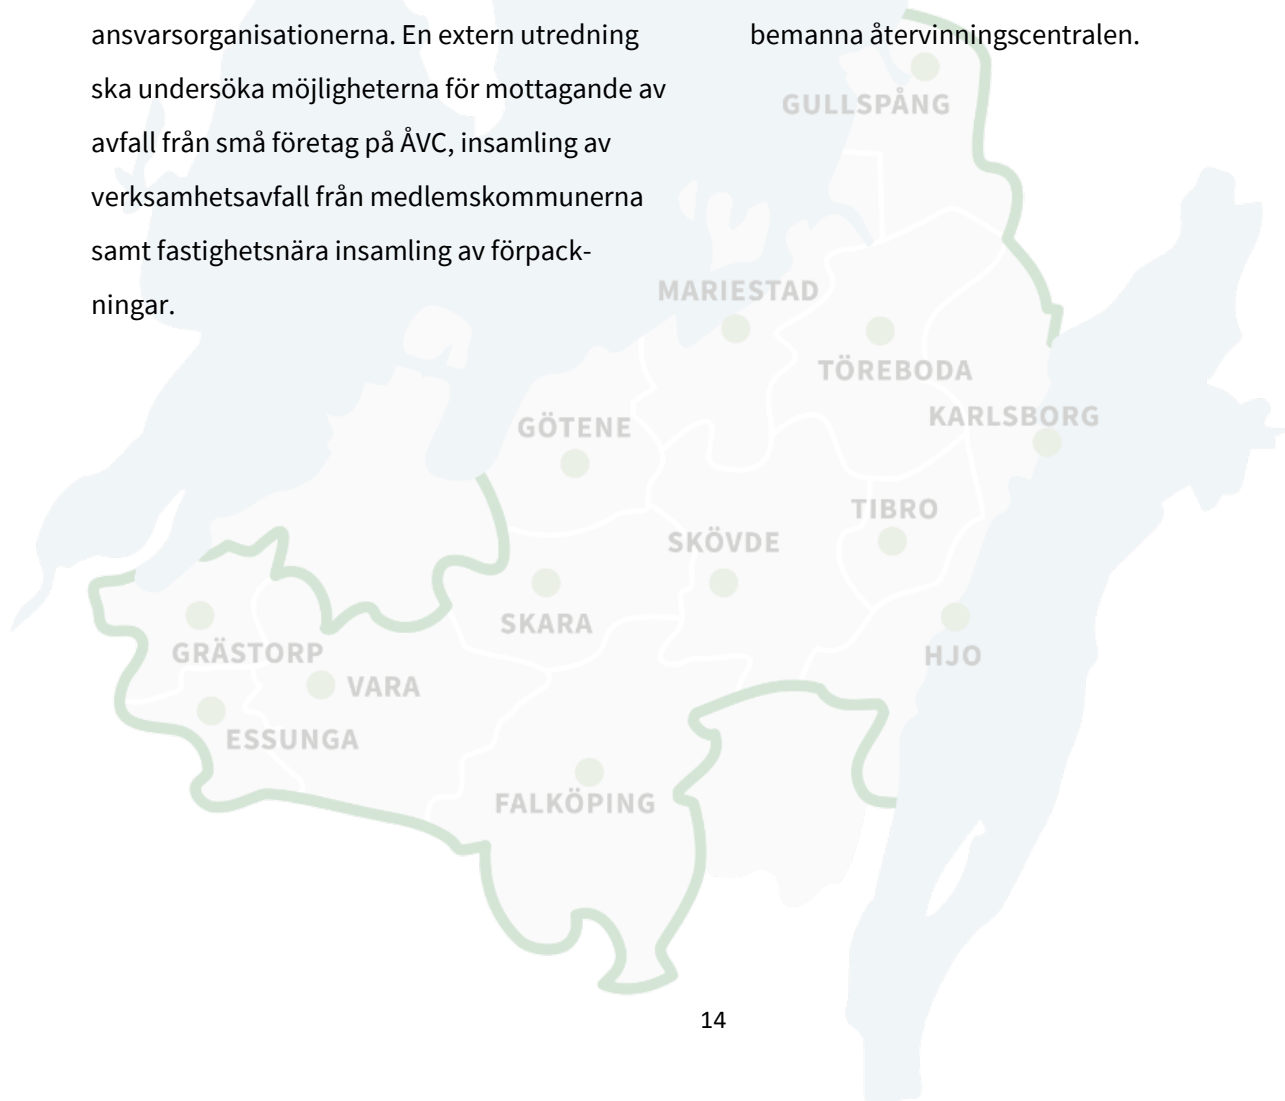 ansvarsorganisationerna. En extern utredning
ska undersöka möjligheterna för mottagande av
avfall från små företag på ÅVC, insamling av
verksamhetsavfall från medlemskommunerna
samt fastighetsnära insamling av förpack-
ningar.
bemanna återvinningscentralen.
GULLSPÅNG
MARIESTAD
TÖREBODA
KARLSBORG
GÖTENE
TIBRO
SKÖVDE
SKARA
HJO
GRÄSTORP
VARA
ESSUNGA
FALKÖPING
14